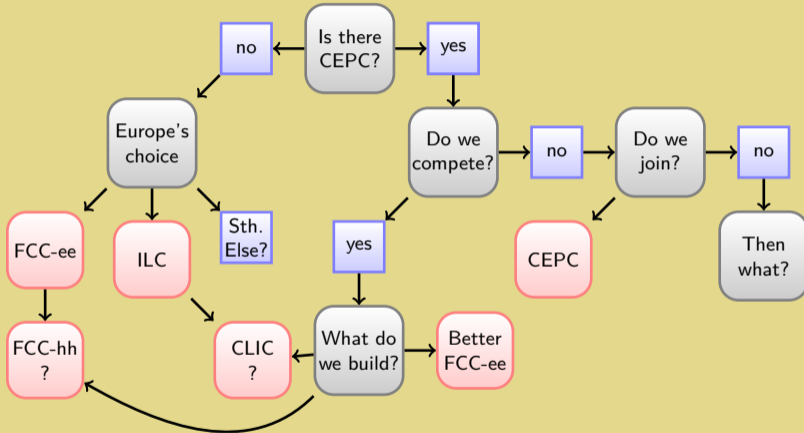 Is there
CEPC?
no
yes
Europe's
choice
Do we
compete?
no
Do we
join?
no
FCC-ee
ILC
Sth.
Else?
yes
CEPC
Then
what?
FCC-hh
?
CLIC
?
What do
we build?
Better
FCC-ee